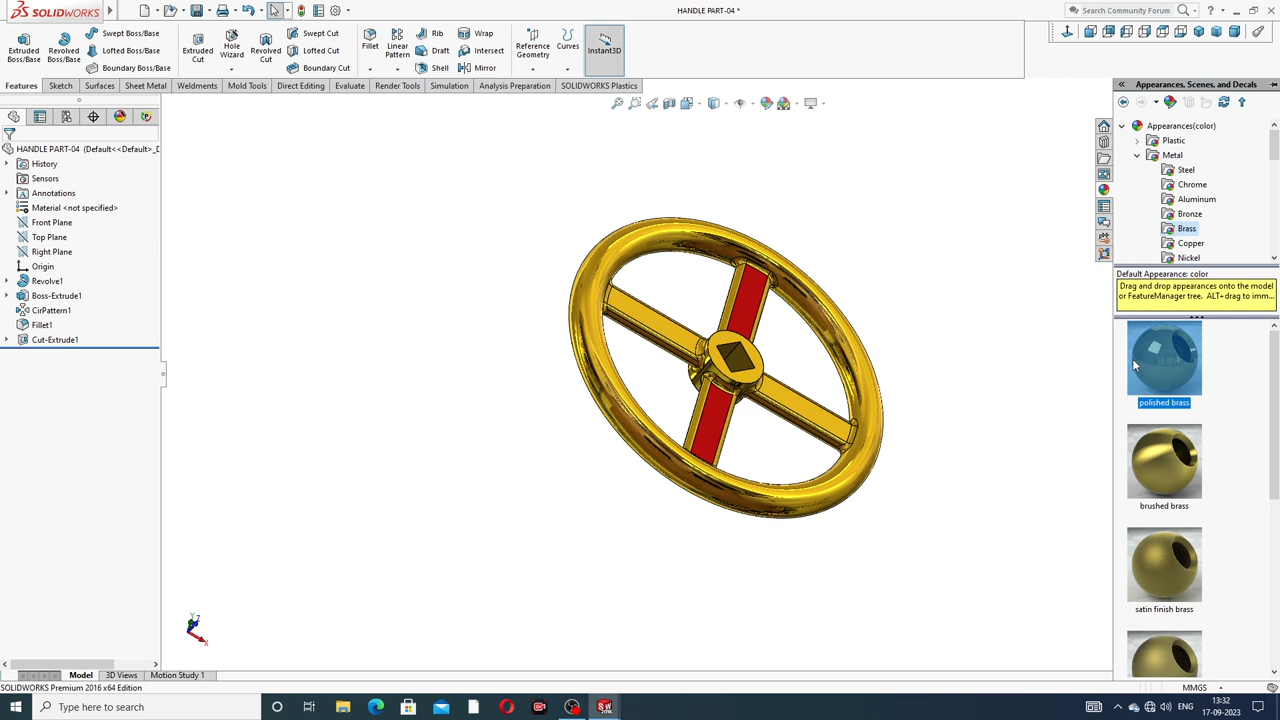 SOLIDWORKS
HANDLE PART-04 *
Search Community Forum
Extruded Boss/Base
Revolved Boss/Base
Swept Boss/Base
Lofted Boss/Base
Boundary Boss/Base
Extruded Cut
Hole Wizard
Revolved Cut
Swept Cut
Lofted Cut
Boundary Cut
Fillet
Linear Pattern
Rib
Draft
Shell
Wrap
Intersect
Mirror
Reference Geometry
Curves
Instant3D
Features
Sketch
Surfaces
Sheet Metal
Weldments
Mold Tools
Direct Editing
Evaluate
Render Tools
Simulation
Analysis Preparation
SOLIDWORKS Plastics
HANDLE PART-04 (Default<<Default>_D
History
Sensors
Annotations
Material <not specified>
Front Plane
Top Plane
Right Plane
Origin
Revolve1
Boss-Extrude1
CirPattern1
Fillet1
Cut-Extrude1
Appearances, Scenes, and Decals
Appearances(color)
Plastic
Metal
Steel
Chrome
Aluminum
Bronze
Brass
Copper
Nickel
Default Appearance: color
Drag and drop appearances onto the model
or FeatureManager tree. ALT+drag to imm...
polished brass
brushed brass
satin finish brass
Y
Z
X
Model
3D Views
Motion Study 1
SOLIDWORKS Premium 2016 x64 Edition
MMGS
Type here to search
ENG
13:32
17-09-2023